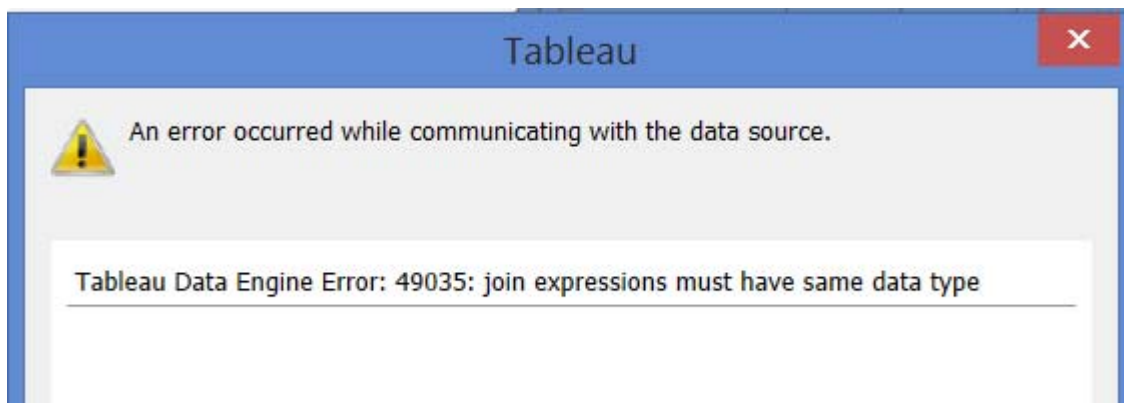 Tableau
An error occurred while communicating with the data source.
Tableau Data Engine Error: 49035: join expressions must have same data type